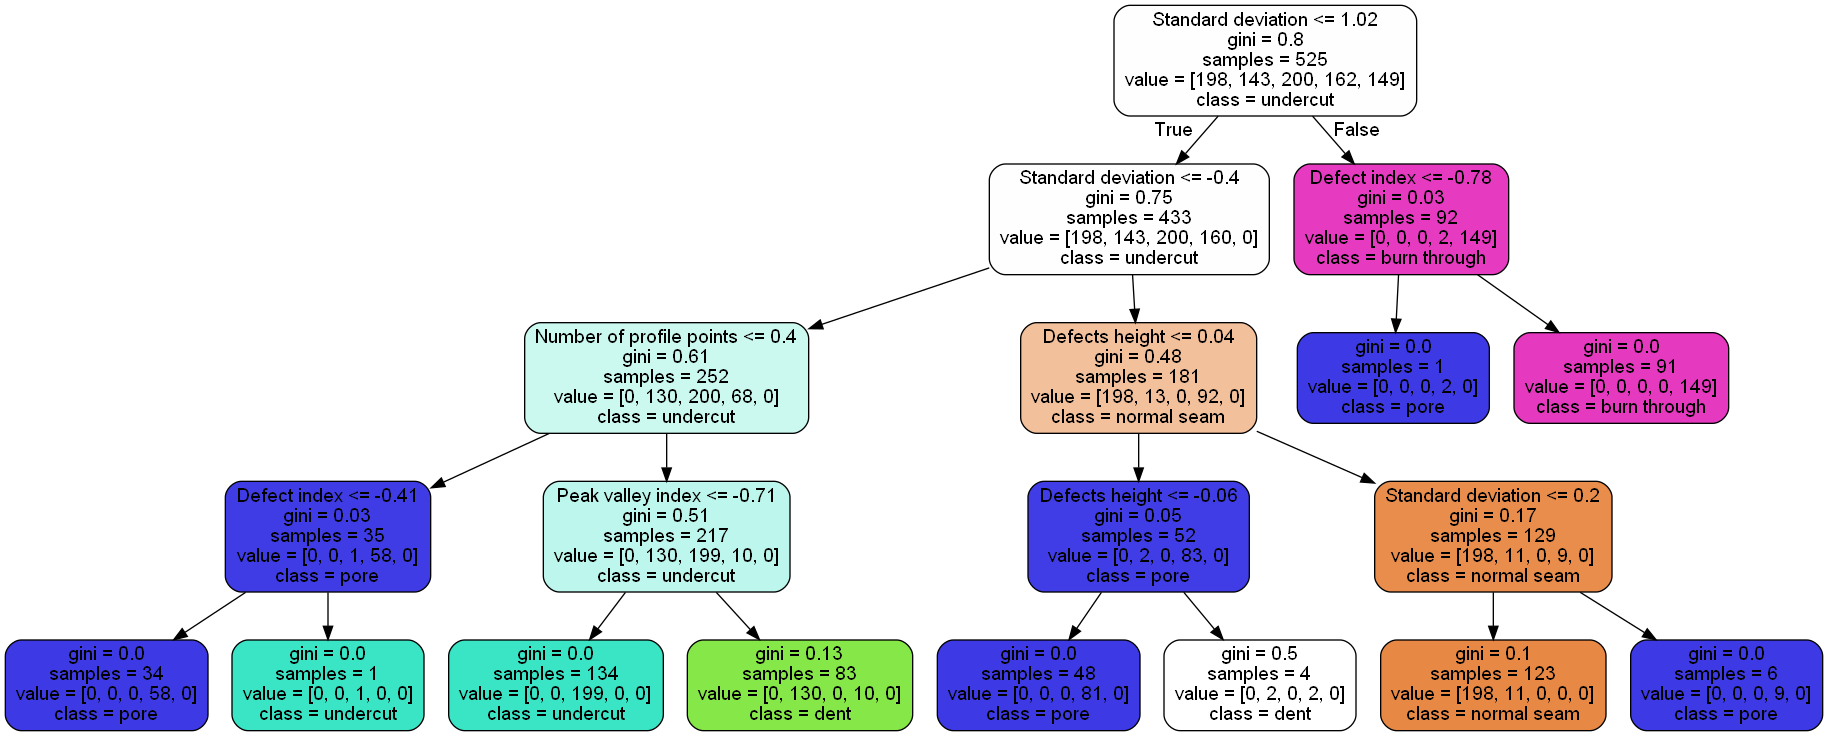 Standard deviation <= 1.02
gini = 0.8
samples = 525
value = [198, 143, 200, 162, 149]
class = undercut
True
False
Standard deviation <= -0.4
gini = 0.75
samples = 433
value = [198, 143, 200, 160, 0]
class = undercut
Defect index <= -0.78
gini = 0.03
samples = 92
value = [0, 0, 0, 2, 149]
class = burn through
Number of profile points <= 0.4
gini = 0.61
samples = 252
value = [0, 130, 200, 68, 0]
class = undercut
Defects height <= 0.04
gini = 0.48
samples = 181
value = [198, 13, 0, 92, 0]
class = normal seam
gini = 0.0
samples = 1
value = [0, 0, 0, 2, 0]
class = pore
gini = 0.0
samples = 91
value = [0, 0, 0, 0, 149]
class = burn through
Defect index <= -0.41
gini = 0.03
samples = 35
value = [0, 0, 1, 58, 0]
class = pore
Peak valley index <= -0.71
gini = 0.51
samples = 217
value = [0, 130, 199, 10, 0]
class = undercut
Defects height <= -0.06
gini = 0.05
samples = 52
value = [0, 2, 0, 83, 0]
class = pore
Standard deviation <= 0.2
gini = 0.17
samples = 129
value = [198, 11, 0, 9, 0]
class = normal seam
gini = 0.0
samples = 34
value = [0, 0, 0, 58, 0]
class = pore
gini = 0.0
samples = 1
value = [0, 0, 1, 0, 0]
class = undercut
gini = 0.0
samples = 134
value = [0, 0, 199, 0, 0]
class = undercut
gini = 0.13
samples = 83
value = [0, 130, 0, 10, 0]
class = dent
gini = 0.0
samples = 48
value = [0, 0, 0, 81, 0]
class = pore
gini = 0.5
samples = 4
value = [0, 2, 0, 2, 0]
class = dent
gini = 0.1
samples = 123
value = [198, 11, 0, 0, 0]
class = normal seam
gini = 0.0
samples = 6
value = [0, 0, 0, 9, 0]
class = pore